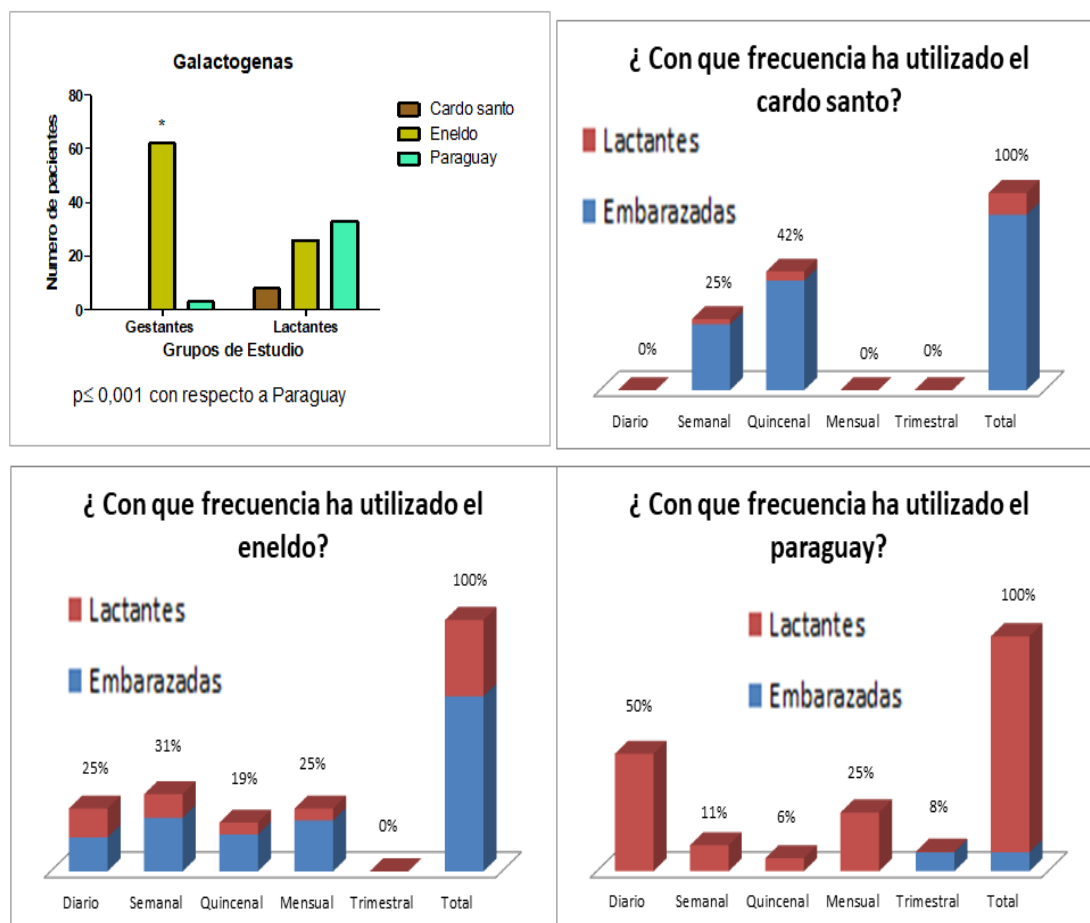 Galactogenas
80
60
40
20
0
Numero de pacientes
*
Gestantes
Lactantes
Grupos de Estudio
Cardo santo
Eneldo
Paraguay
p≤ 0,001 con respecto a Paraguay
¿ Con que frecuencia ha utilizado el
cardo santo?
Lactantes
Embarazadas
0%
25%
42%
0%
0%
100%
Diario Semanal Quincenal Mensual Trimestral Total
¿ Con que frecuencia ha utilizado el
eneldo?
Lactantes
Embarazadas
25%
31%
19%
25%
0%
100%
Diario Semanal Quincenal Mensual Trimestral Total
¿ Con que frecuencia ha utilizado el
paraguay?
Lactantes
Embarazadas
50%
11%
6%
25%
8%
100%
Diario Semanal Quincenal Mensual Trimestral Total